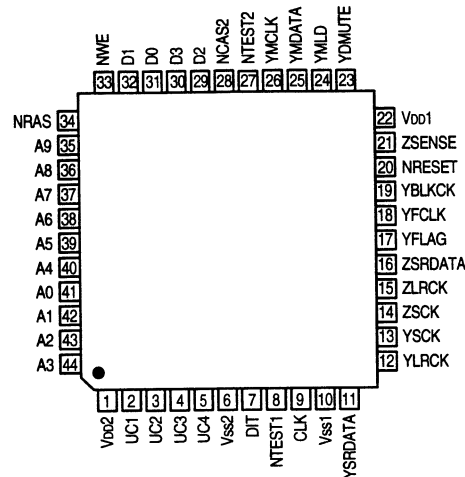 NWE D1 D0 D3 D2 NCAS2 NTEST2 YMCLK YMDATA YMLD YDMUTE
33 32 31 30 29 28 27 26 25 24 23
NRAS 34
A9 35
A8 36
A7 37
A6 38
A5 39
A4 40
A0 41
A1 42
A2 43
A3 44
22 VDD1
21 ZSENSE
20 NRESET
19 YBLKCK
18 YFCLK
17 YFLAG
16 ZSRDATA
15 ZLRCK
14 ZSCK
13 YSCK
12 YLRCK
1 2 3 4 5 6 7 8 9 10 11
VDD2 UC1 UC2 UC3 UC4 VSS2 DIT NTEST1 CLK VSS1 YSRDATA